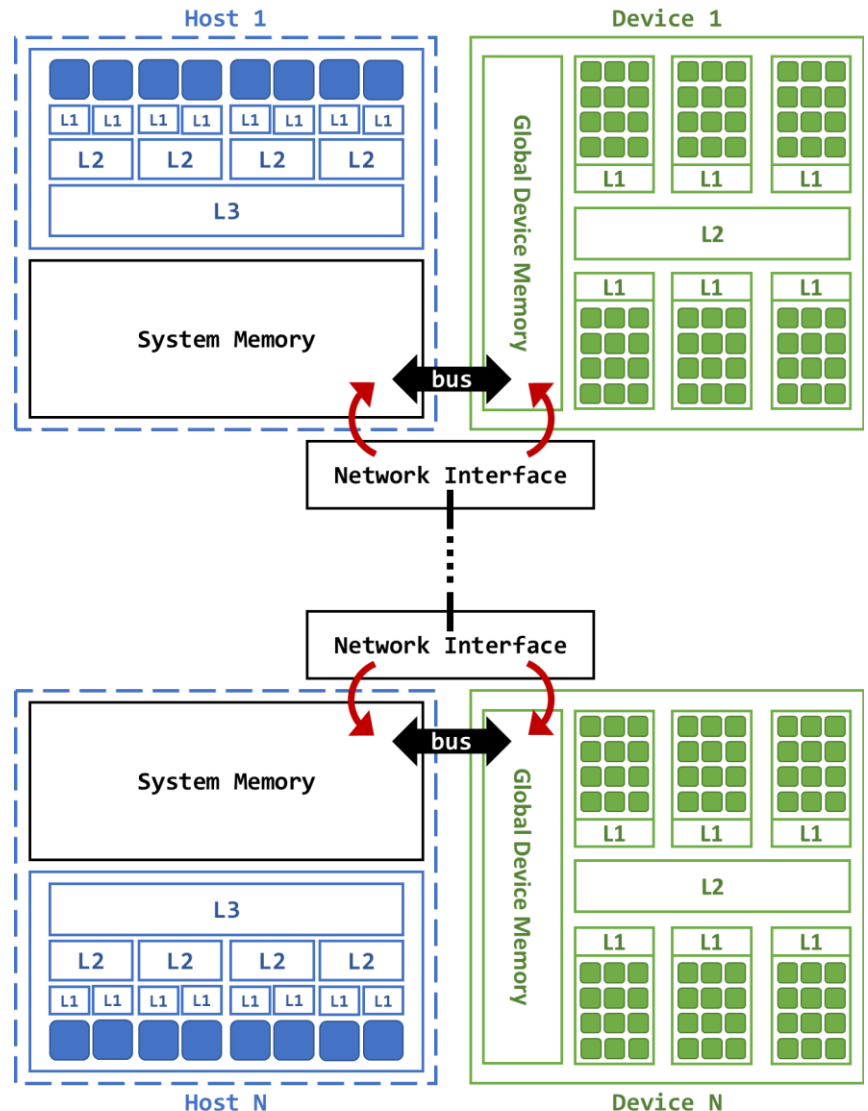 Host 1
Device 1
L1 L1 L1 L1 L1 L1 L1 L1
L2 L2 L2 L2
L3
System Memory
bus
Global Device Memory
L1 L1 L1
L2
L1 L1 L1
Network Interface
Network Interface
System Memory
bus
Global Device Memory
L1 L1 L1
L2
L1 L1 L1
L3
L2 L2 L2 L2
L1 L1 L1 L1 L1 L1 L1 L1
Host N
Device N